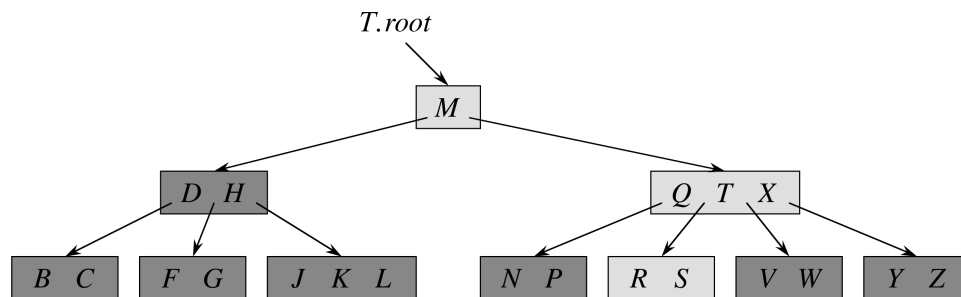 T.root
M
D H
Q T X
B C
F G
J K L
N P
R S
V W
Y Z